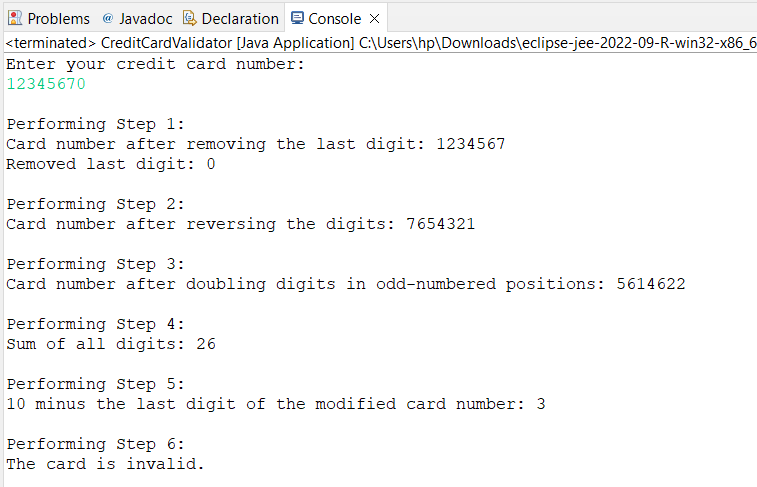 Problems @ Javadoc Declaration Console
<terminated> CreditCardValidator [Java Application] C:\Users\hp\Downloads\eclipse-jee-2022-09-R-win32-x86_6
Enter your credit card number:
12345670
Performing Step 1:
Card number after removing the last digit: 1234567
Removed last digit: 0
Performing Step 2:
Card number after reversing the digits: 7654321
Performing Step 3:
Card number after doubling digits in odd-numbered positions: 5614622
Performing Step 4:
Sum of all digits: 26
Performing Step 5:
10 minus the last digit of the modified card number: 3
Performing Step 6:
The card is invalid.